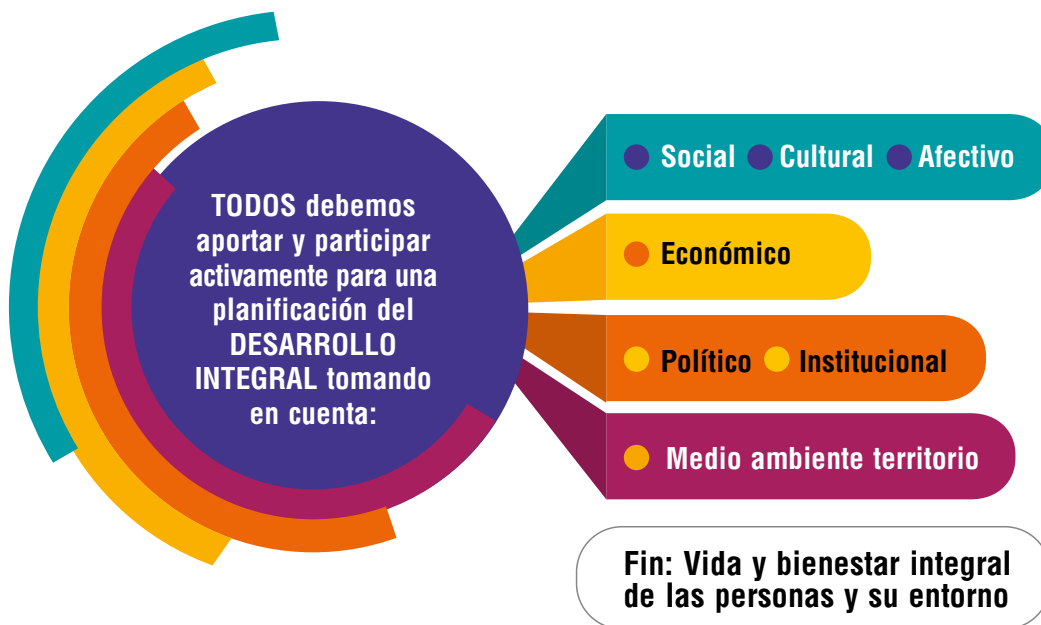 TODOS debemos
aportar y participar
activamente para una
planificación del
DESARROLLO
INTEGRAL tomando
en cuenta:
Social Cultural Afectivo
Económico
Político Institucional
Medio ambiente territorio
Fin: Vida y bienestar integral
de las personas y su entorno